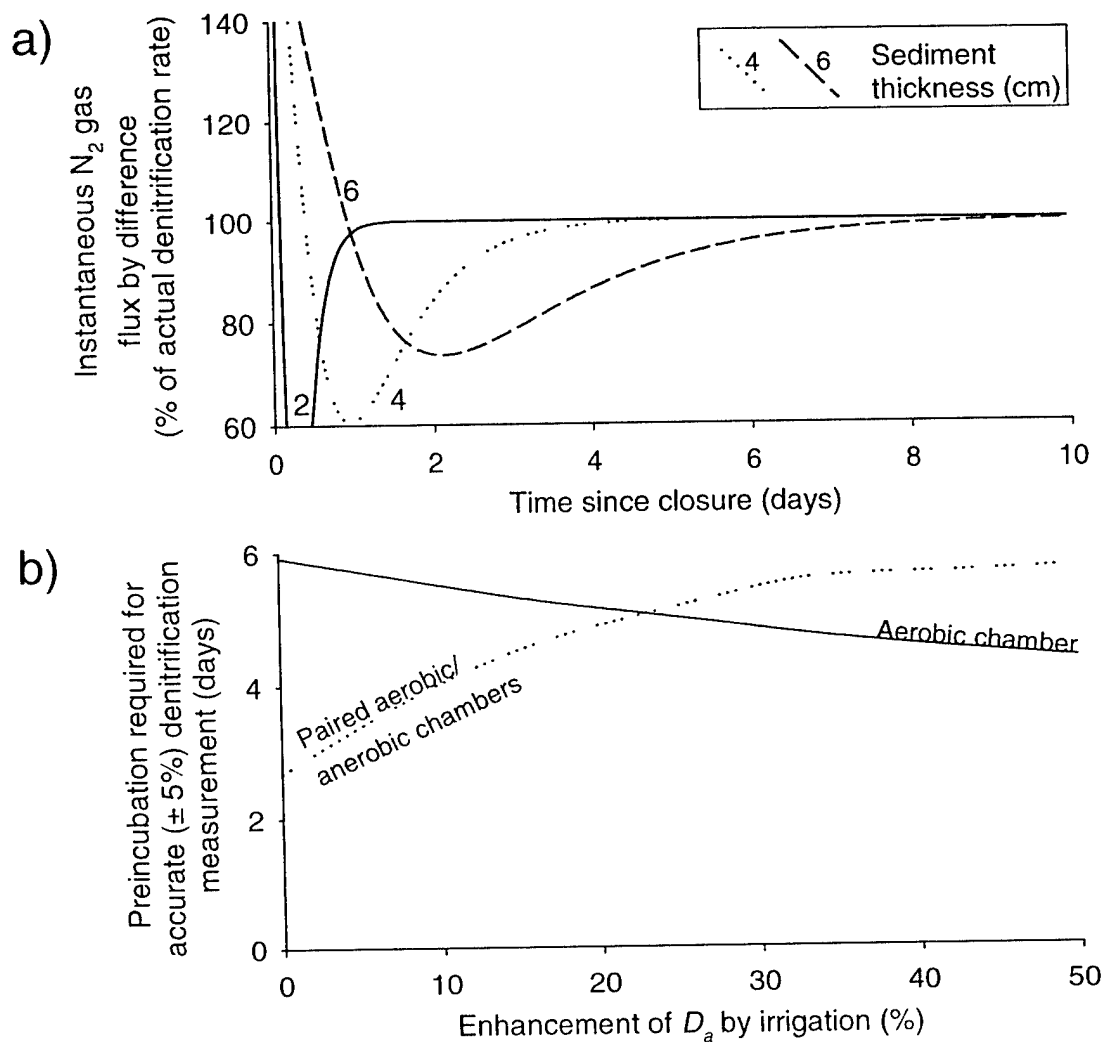 a)
Instantaneous N₂ gas
flux by difference
(% of actual denitrification rate)
140
120
100
80
60
4 6 Sediment
thickness (cm)
6
2
4
0 2 4 6 8 10
Time since closure (days)
b)
Preincubation required for
accurate (± 5%) denitrification
measurement (days)
6
4
2
0
Aerobic chamber
Paired aerobic/
anerobic chambers
0 10 20 30 40 50
Enhancement of Dₐ by irrigation (%)